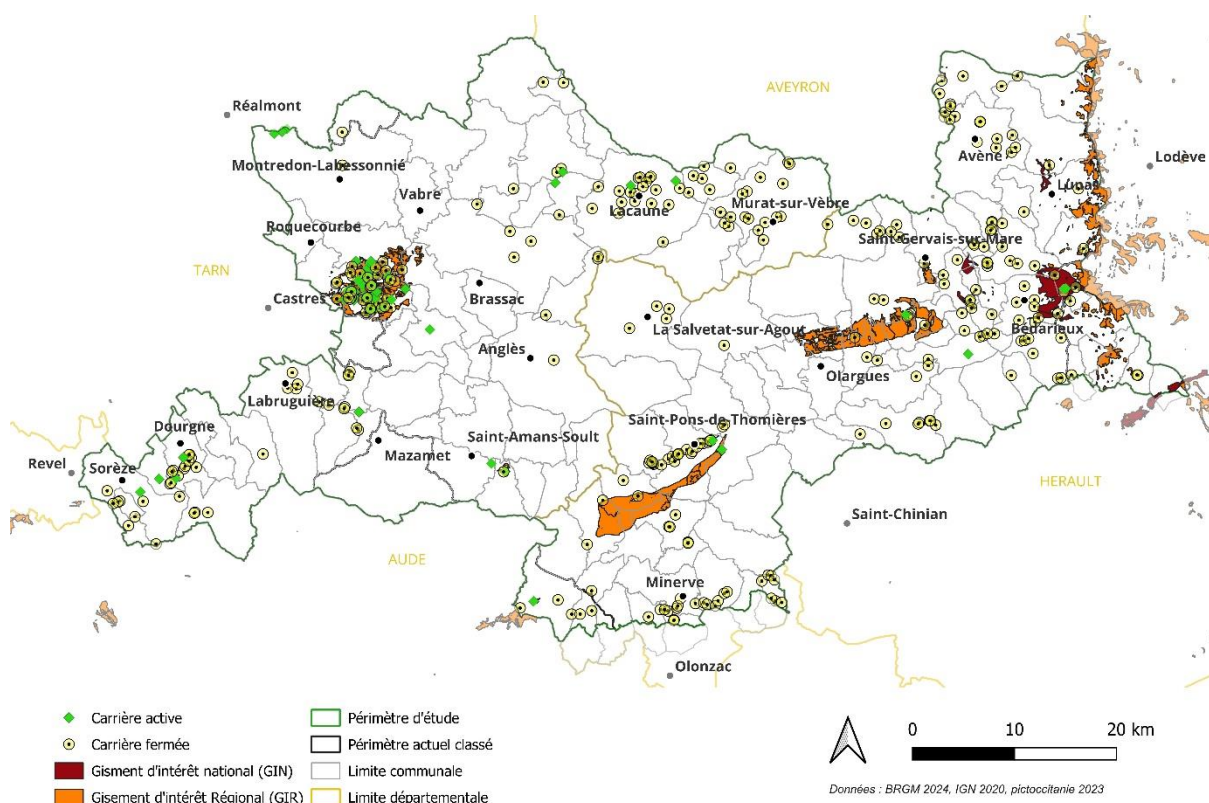 AVEYRON
Réalmont
Montredon-Labessonnié
Avène
Lodève
Vabre
Lacaune
Murat-sur-Vèbre
Lunas
Roquecourbe
Saint-Gervais-sur-Mare
TARN
Castres
Brassac
La Salvetat-sur-Agout
Bédarieux
Anglès
Olargues
Labruguière
Saint-Pons-de-Thomières
Dourgne
Saint-Amans-Soult
Mazamet
Revel
Sorèze
HERAULT
Saint-Chinian
AUDE
Minerve
Olonzac
Carrière active
Périmètre d'étude
Carrière fermée
Périmètre actuel classé
Gisment d'intérêt national (GIN)
Limite communale
Gisement d'intérêt Régional (GIR)
Limite départementale
0 10 20 km
Données : BRGM 2024, IGN 2020, pictoccitanie 2023